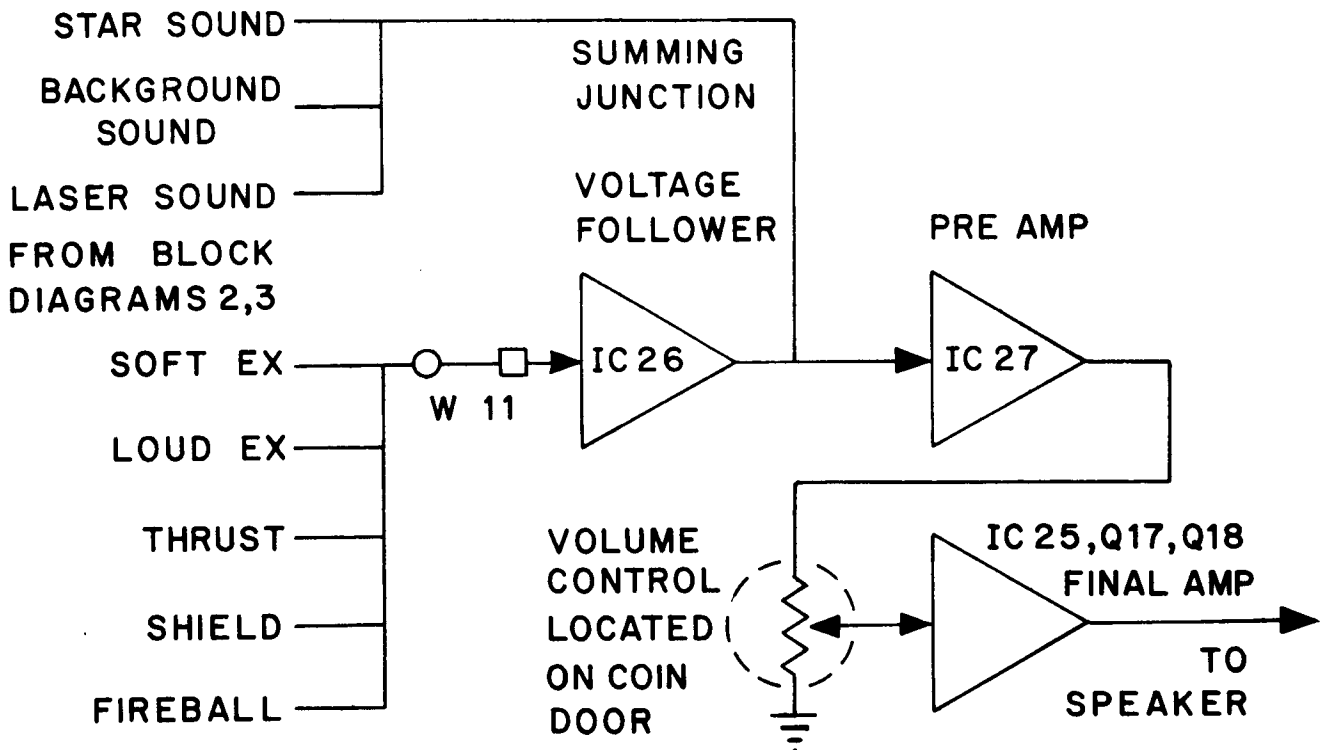 STAR SOUND
BACKGROUND
SOUND
LASER SOUND
FROM BLOCK
DIAGRAMS 2,3
SUMMING
JUNCTION
VOLTAGE
FOLLOWER
PRE AMP
SOFT EX
W 11
IC 26
IC 27
LOUD EX
THRUST
SHIELD
FIREBALL
VOLUME
CONTROL
LOCATED
ON COIN
DOOR
IC 25,Q17,Q18
FINAL AMP
TO
SPEAKER